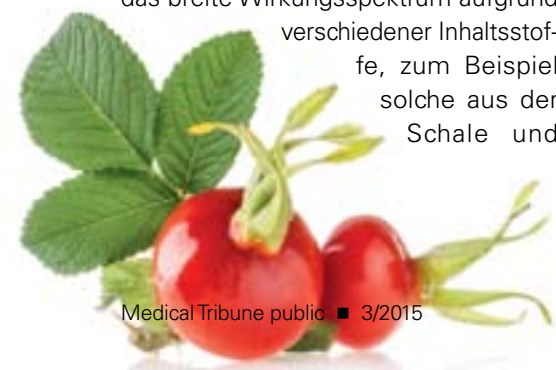 das breite Wirkungsspektrum aufgrund
verschiedener Inhaltsstof-
fe, zum Beispiel
solche aus der
Schale und
Medical Tribune public ■ 3/2015